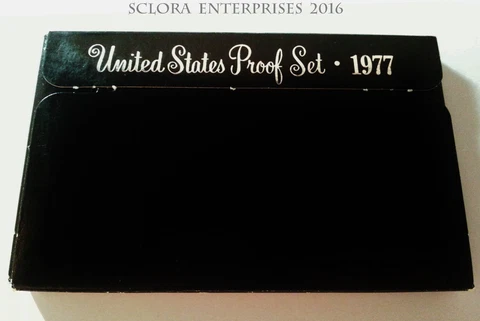 SCLORA ENTERPRISES 2016
United States Proof Set · 1977